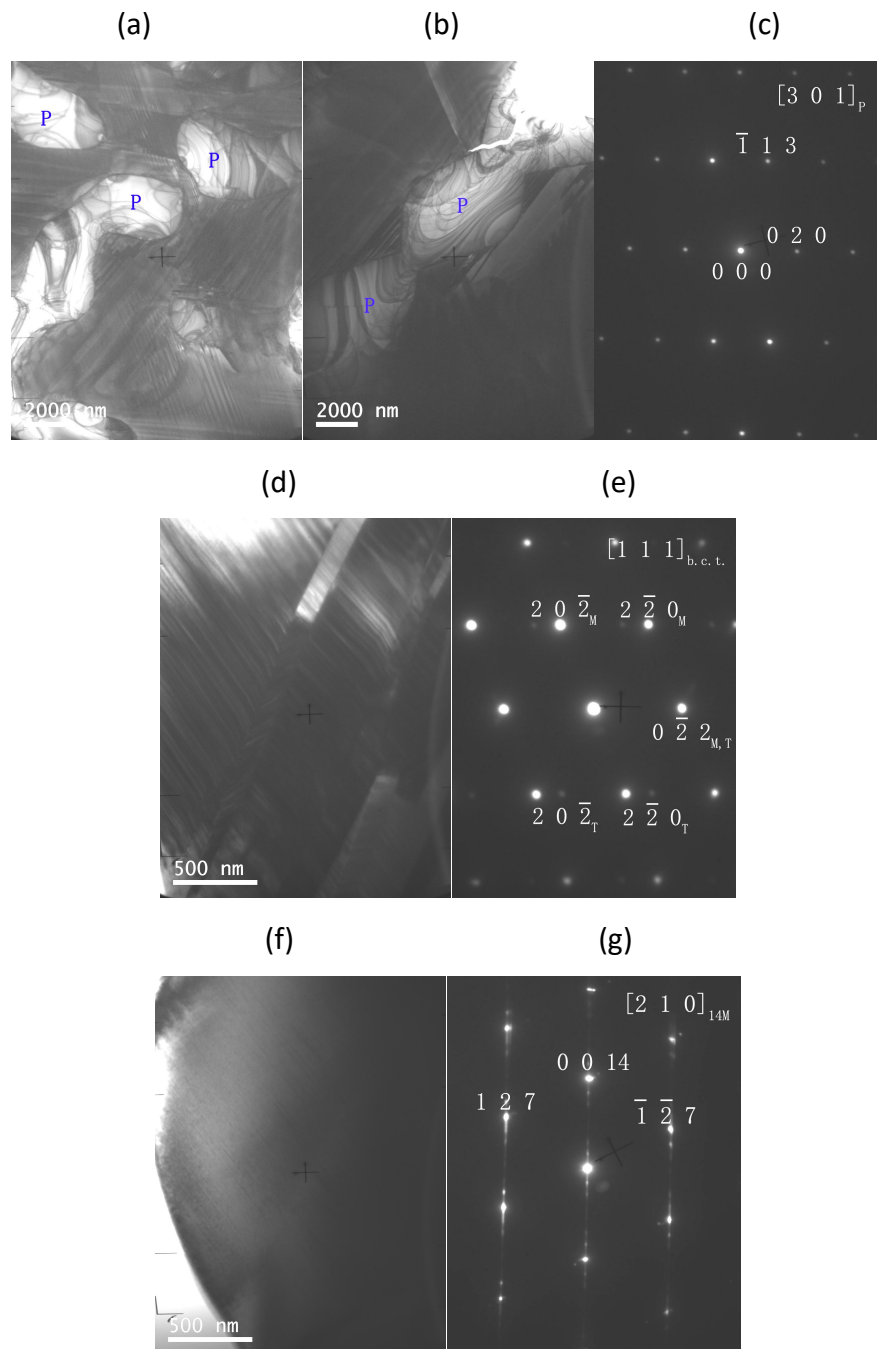 (a)
(b)
(c)
P
P
P
2000 nm
P
P
2000 nm
[3 0 1]P
1̅ 1 3
0 2 0
0 0 0
(d)
(e)
500 nm
[1 1 1]b.c.t.
2 0 2̅M
2 2̅ 0M
0 2̅ 2M,T
2 0 2̅T
2 2̅ 0T
(f)
(g)
500 nm
[2 1 0]14M
0 0 14
1 2 7
1̅ 2̅ 7